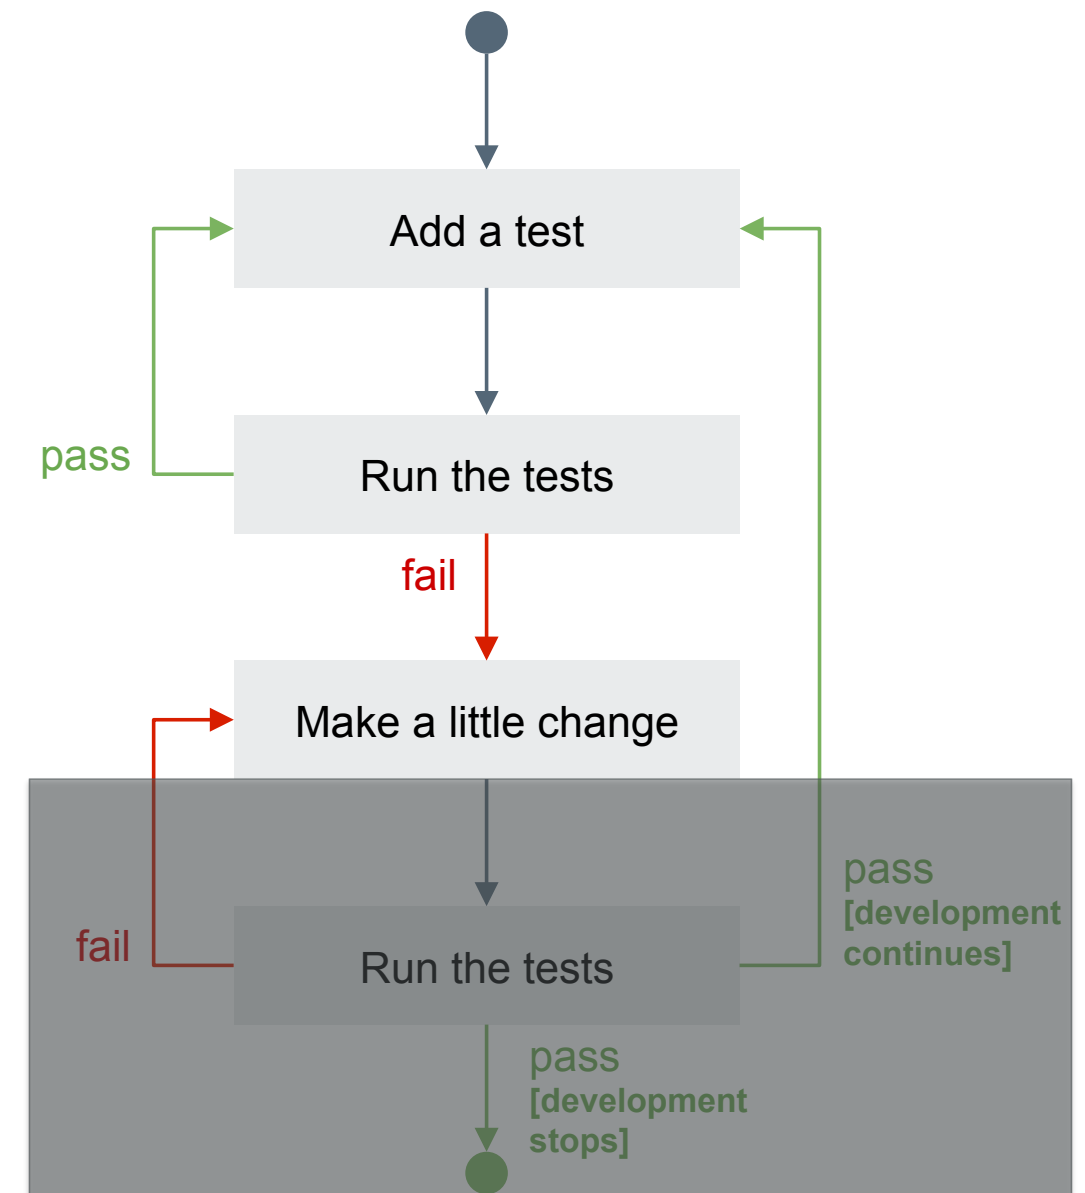 Add a test
pass
Run the tests
fail
Make a little change
pass
[development
continues]
fail
Run the tests
pass
[development
stops]